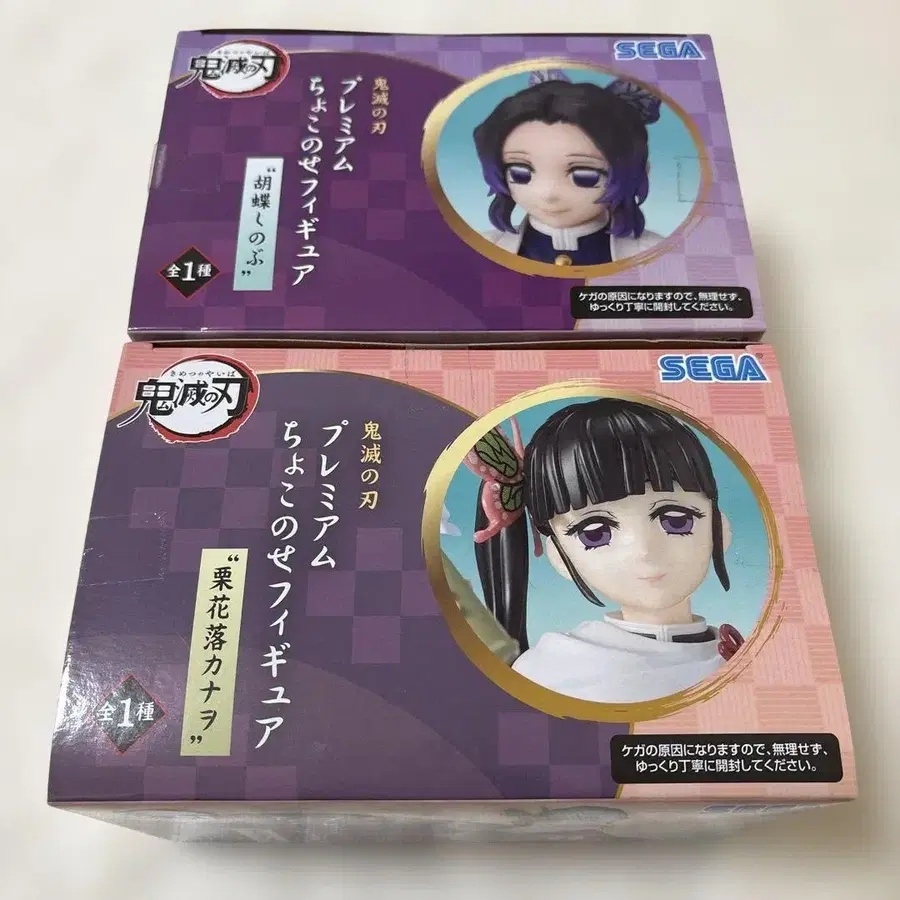 SEGA
きめつのやいば
鬼滅の刃
鬼滅の刃
プレミアム
ちょこのせフィギュア
“胡蝶しのぶ”
全1種
ケガの原因になりますので、無理せず、
ゆっくり丁寧に開封してください。
SEGA
きめつのやいば
鬼滅の刃
鬼滅の刃
プレミアム
ちょこのせフィギュア
“栗花落カナヲ”
全1種
ケガの原因になりますので、無理せず、
ゆっくり丁寧に開封してください。